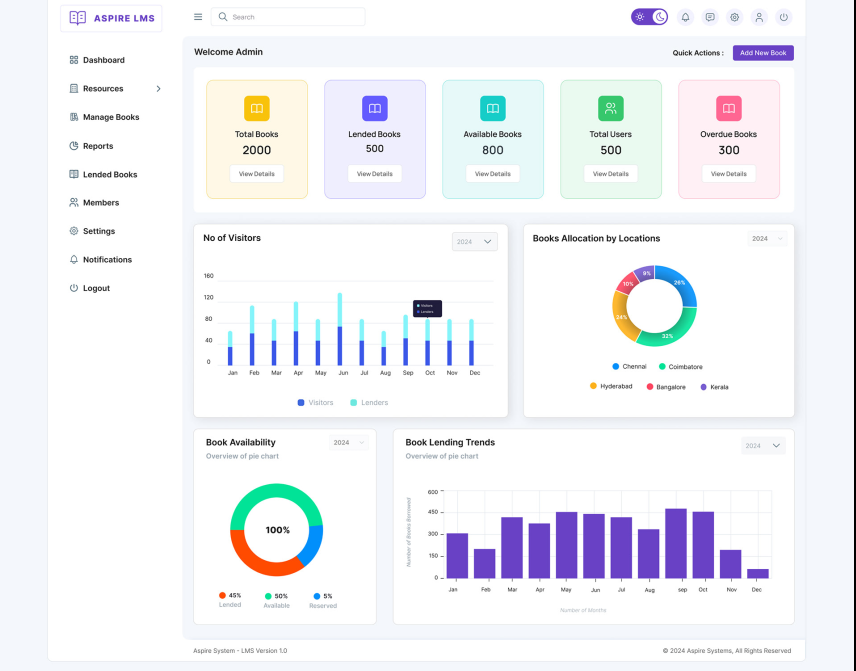 ASPIRE LMS
Search
Dashboard
Resources
Manage Books
Reports
Lended Books
Members
Settings
Notifications
Logout
Welcome Admin
Quick Actions :
Add New Book
Total Books
2000
View Details
Lended Books
500
View Details
Available Books
800
View Details
Total Users
500
View Details
Overdue Books
300
View Details
No of Visitors
2024
160
120
80
40
0
Visitors
Lenders
Jan Feb Mar Apr May Jun Jul Aug Sep Oct Nov Dec
Visitors Lenders
Books Allocation by Locations
2024
9%
26%
10%
24%
32%
Chennai Coimbatore
Hyderabad Bangalore Kerala
Book Availability
2024
Overview of pie chart
100%
45% 50% 5%
Lended Available Reserved
Book Lending Trends
2024
Overview of pie chart
Number of Books Borrowed
600
450
300
150
0
Jan Feb Mar Apr May Jun Jul Aug sep Oct Nov Dec
Number of Months
Aspire System - LMS Version 1.0
© 2024 Aspire Systems, All Rights Reserved